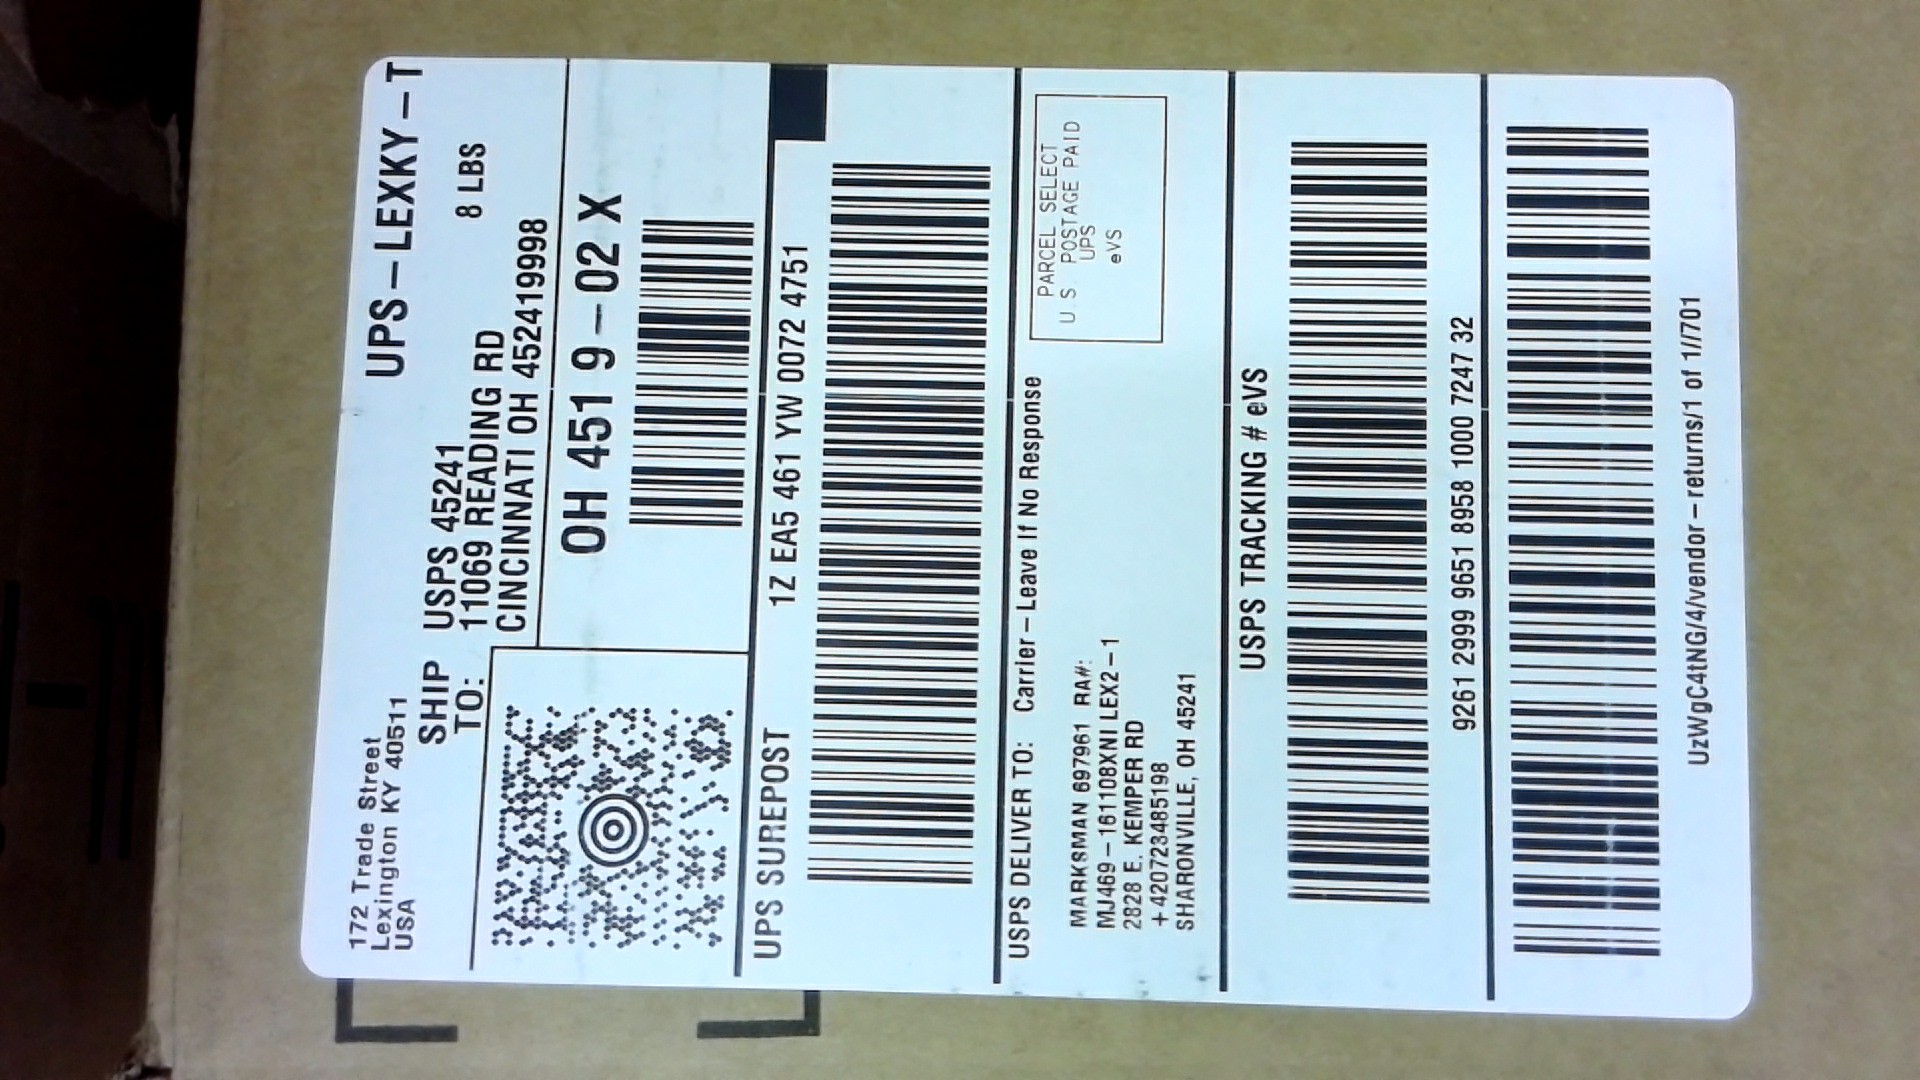 UPS-LEXKY-T
172 Trade Street
Lexington KY 40511
USA
8 LBS
SHIP
TO:
USPS 45241
11069 READING RD
CINCINNATI OH 452419998
OH 451 9-02 X
UPS SUREPOST
1Z EA5 461 YW 0072 4751
USPS DELIVER TO: Carrier-Leave If No Response
MARKSMAN 697961 RA#:
MJ469-161108XNI LEX2-1
2828 E. KEMPER RD
+420723485198
SHARONVILLE, OH 45241
PARCEL SELECT
U.S POSTAGE PAID
UPS
eVS
USPS TRACKING # eVS
9261 2999 9651 8958 1000 7247 32
UzWgC4tNG/4/vendor-returns/1 of 1//701